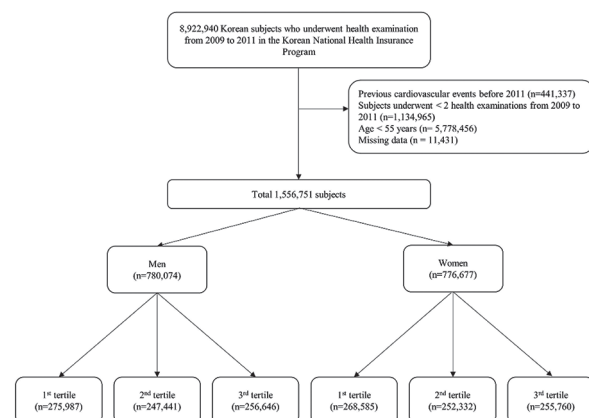 8,922,940 Korean subjects who underwent health examination
from 2009 to 2011 in the Korean National Health Insurance
Program
Previous cardiovascular events before 2011 (n=441,337)
Subjects underwent < 2 health examinations from 2009 to
2011 (n=1,134,965)
Age < 55 years (n= 5,778,456)
Missing data (n = 11,431)
Total 1,556,751 subjects
Men
(n=780,074)
Women
(n=776,677)
1st tertile
(n=275,987)
2nd tertile
(n=247,441)
3rd tertile
(n=256,646)
1st tertile
(n=268,585)
2nd tertile
(n=252,332)
3rd tertile
(n=255,760)